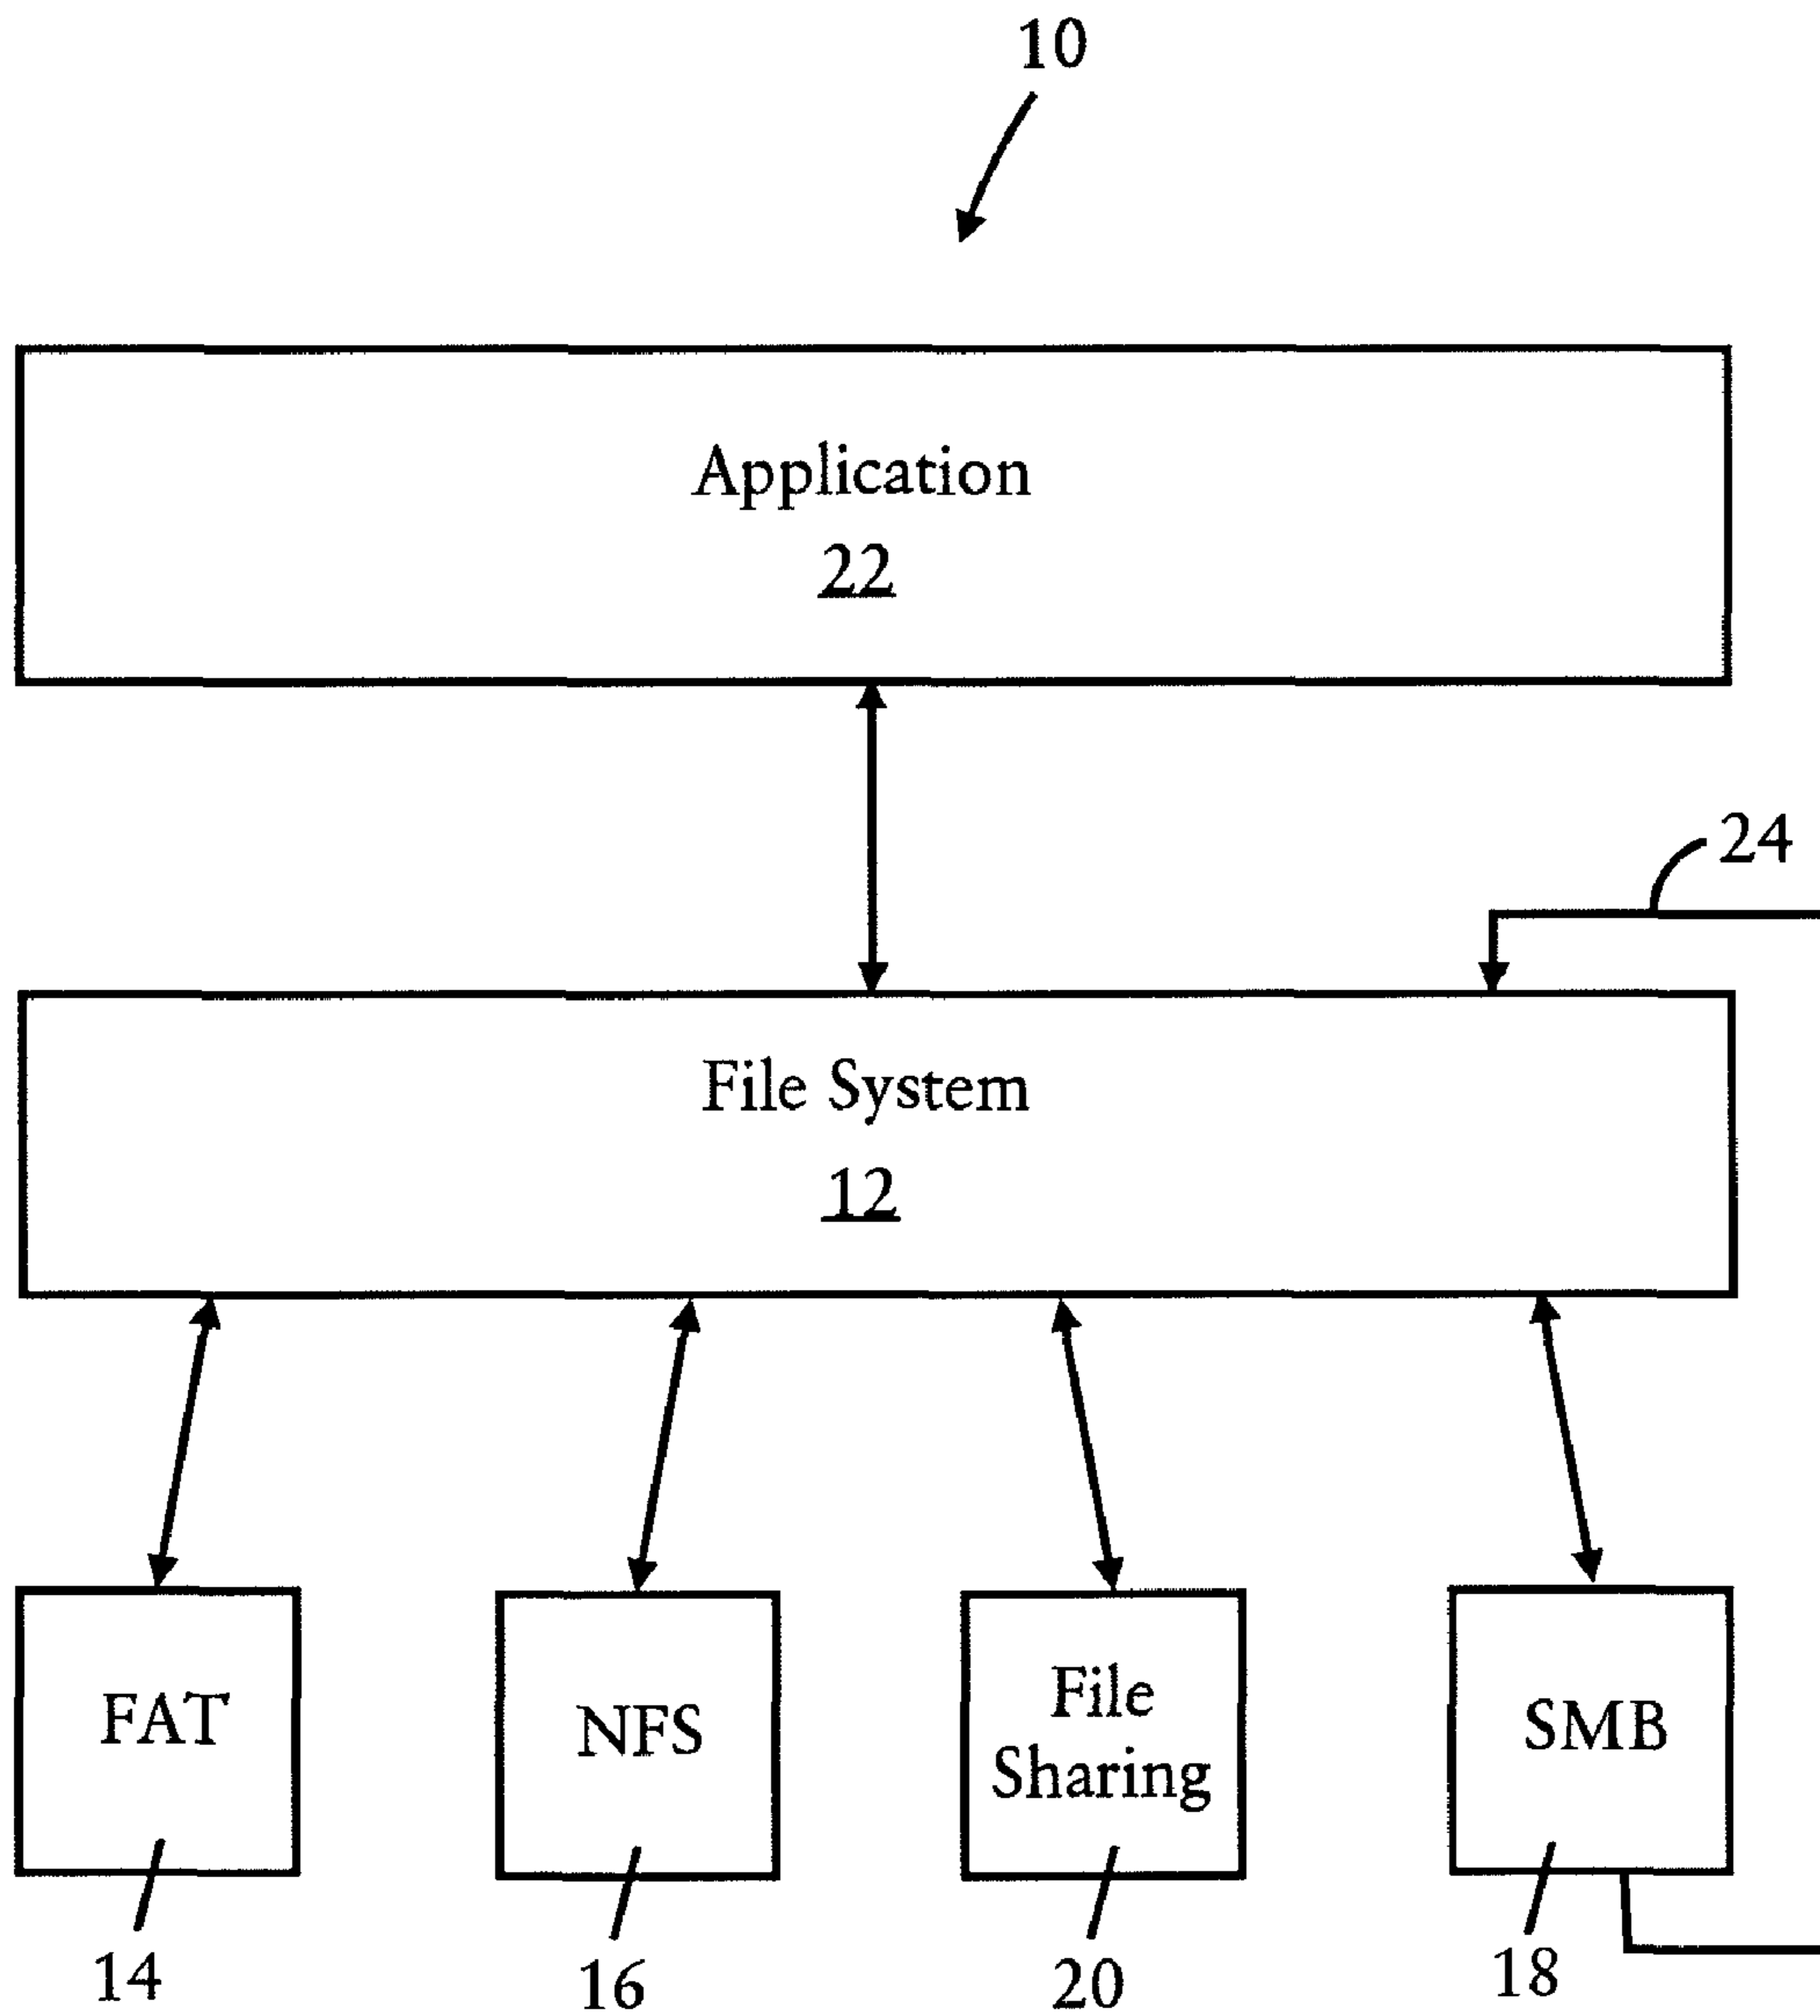 10
Application
22
24
File System
12
FAT
NFS
File
Sharing
SMB
14
16
20
18